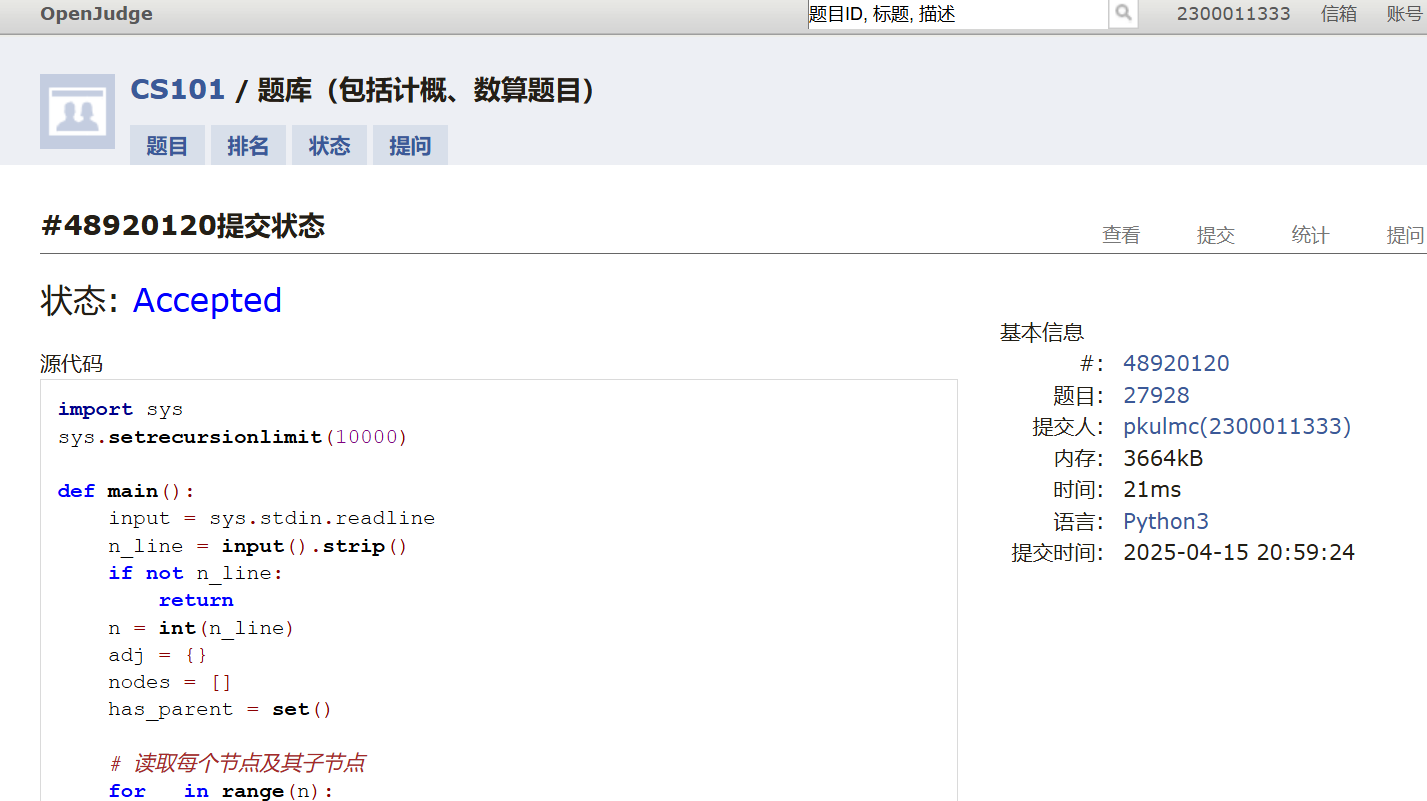 OpenJudge
题目ID, 标题, 描述
2300011333 信箱 账号
CS101 / 题库（包括计概、数算题目）
题目 排名 状态 提问
#48920120提交状态
查看 提交 统计 提问
状态: Accepted
源代码
import sys
sys.setrecursionlimit(10000)
def main():
    input = sys.stdin.readline
    n_line = input().strip()
    if not n_line:
        return
    n = int(n_line)
    adj = {}
    nodes = []
    has_parent = set()
    # 读取每个节点及其子节点
    for   in range(n):
基本信息
#: 48920120
题目: 27928
提交人: pkulmc(2300011333)
内存: 3664kB
时间: 21ms
语言: Python3
提交时间: 2025-04-15 20:59:24